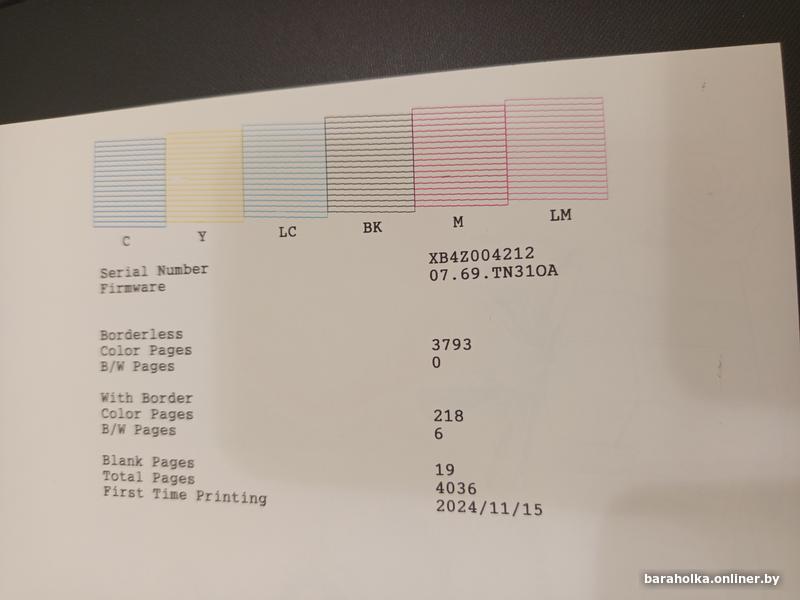 C Y LC BK M LM
Serial Number XB4Z004212
Firmware 07.69.TN31OA
Borderless
Color Pages 3793
B/W Pages 0
With Border
Color Pages 218
B/W Pages 6
Blank Pages 19
Total Pages 4036
First Time Printing 2024/11/15
baraholka.onliner.by